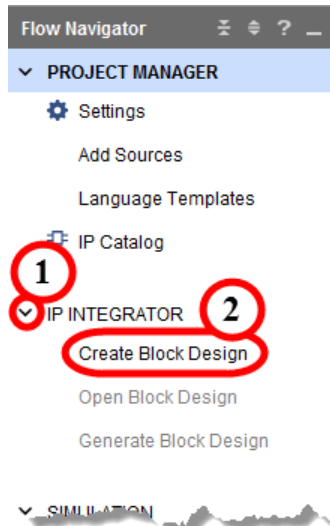 Flow Navigator ?
PROJECT MANAGER
Settings
Add Sources
Language Templates
IP Catalog
1
IP INTEGRATOR 2
Create Block Design
Open Block Design
Generate Block Design
SIMULATION